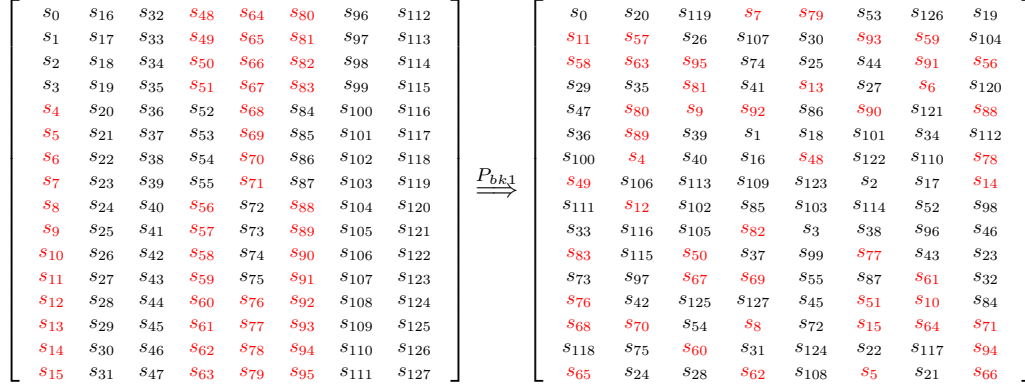 s0 s16 s32 s48 s64 s80 s96 s112 s0 s20 s119 s7 s79 s53 s126 s19
s1 s17 s33 s49 s65 s81 s97 s113 s11 s57 s26 s107 s30 s93 s59 s104
s2 s18 s34 s50 s66 s82 s98 s114 s58 s63 s95 s74 s25 s44 s91 s56
s3 s19 s35 s51 s67 s83 s99 s115 s29 s35 s81 s41 s13 s27 s6 s120
s4 s20 s36 s52 s68 s84 s100 s116 s47 s80 s9 s92 s86 s90 s121 s88
s5 s21 s37 s53 s69 s85 s101 s117 s36 s89 s39 s1 s18 s101 s34 s112
s6 s22 s38 s54 s70 s86 s102 s118 s100 s4 s40 s16 s48 s122 s110 s78
s7 s23 s39 s55 s71 s87 s103 s119 Pbk1 ⟹ s49 s106 s113 s109 s123 s2 s17 s14
s8 s24 s40 s56 s72 s88 s104 s120 s111 s12 s102 s85 s103 s114 s52 s98
s9 s25 s41 s57 s73 s89 s105 s121 s33 s116 s105 s82 s3 s38 s96 s46
s10 s26 s42 s58 s74 s90 s106 s122 s83 s115 s50 s37 s99 s77 s43 s23
s11 s27 s43 s59 s75 s91 s107 s123 s73 s97 s67 s69 s55 s87 s61 s32
s12 s28 s44 s60 s76 s92 s108 s124 s76 s42 s125 s127 s45 s51 s10 s84
s13 s29 s45 s61 s77 s93 s109 s125 s68 s70 s54 s8 s72 s15 s64 s71
s14 s30 s46 s62 s78 s94 s110 s126 s118 s75 s60 s31 s124 s22 s117 s94
s15 s31 s47 s63 s79 s95 s111 s127 s65 s24 s28 s62 s108 s5 s21 s66